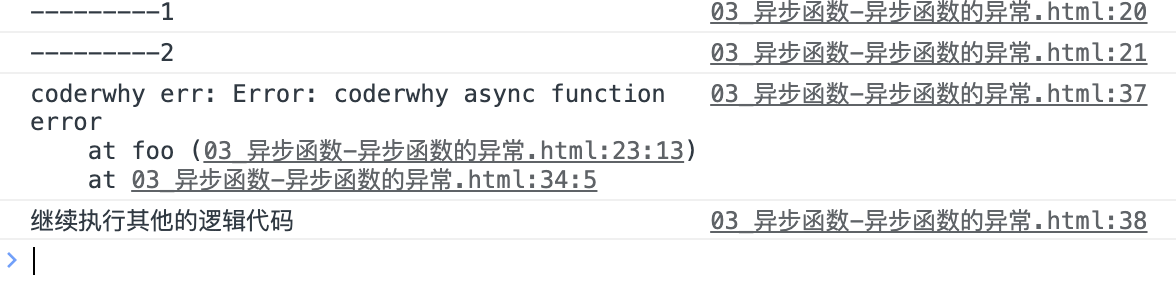 ---------1 03_异步函数-异步函数的异常.html:20
---------2 03_异步函数-异步函数的异常.html:21
coderwhy err: Error: coderwhy async function 03_异步函数-异步函数的异常.html:37
error
at foo (03_异步函数-异步函数的异常.html:23:13)
at 03_异步函数-异步函数的异常.html:34:5
继续执行其他的逻辑代码 03_异步函数-异步函数的异常.html:38
>